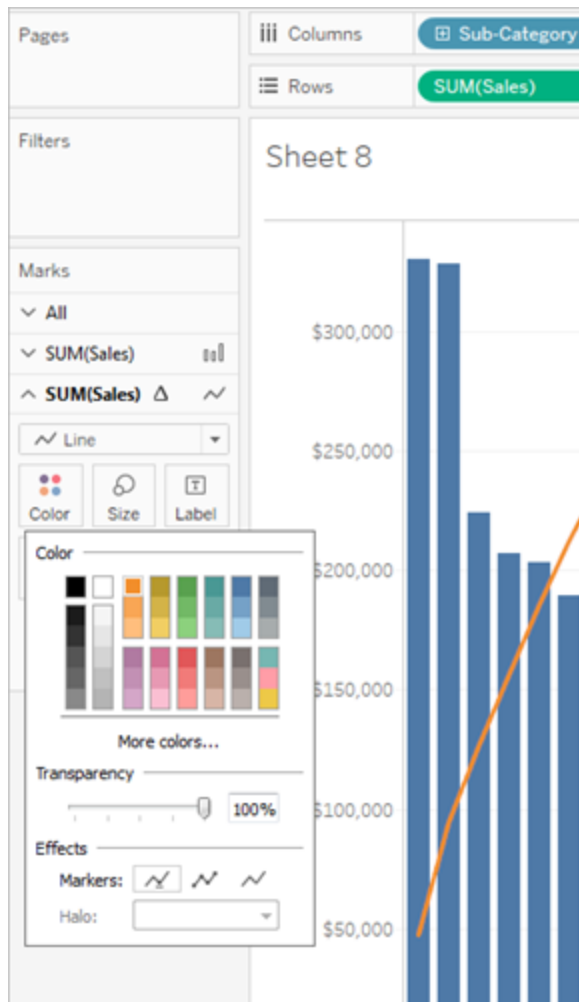 Pages
Columns
Sub-Category
Rows
SUM(Sales)
Filters
Sheet 8
Marks
All
SUM(Sales)
SUM(Sales) Δ
Line
Color
Size
T
Label
Color
More colors...
Transparency
100%
Effects
Markers:
Halo:
$300,000
$250,000
$200,000
$150,000
$100,000
$50,000